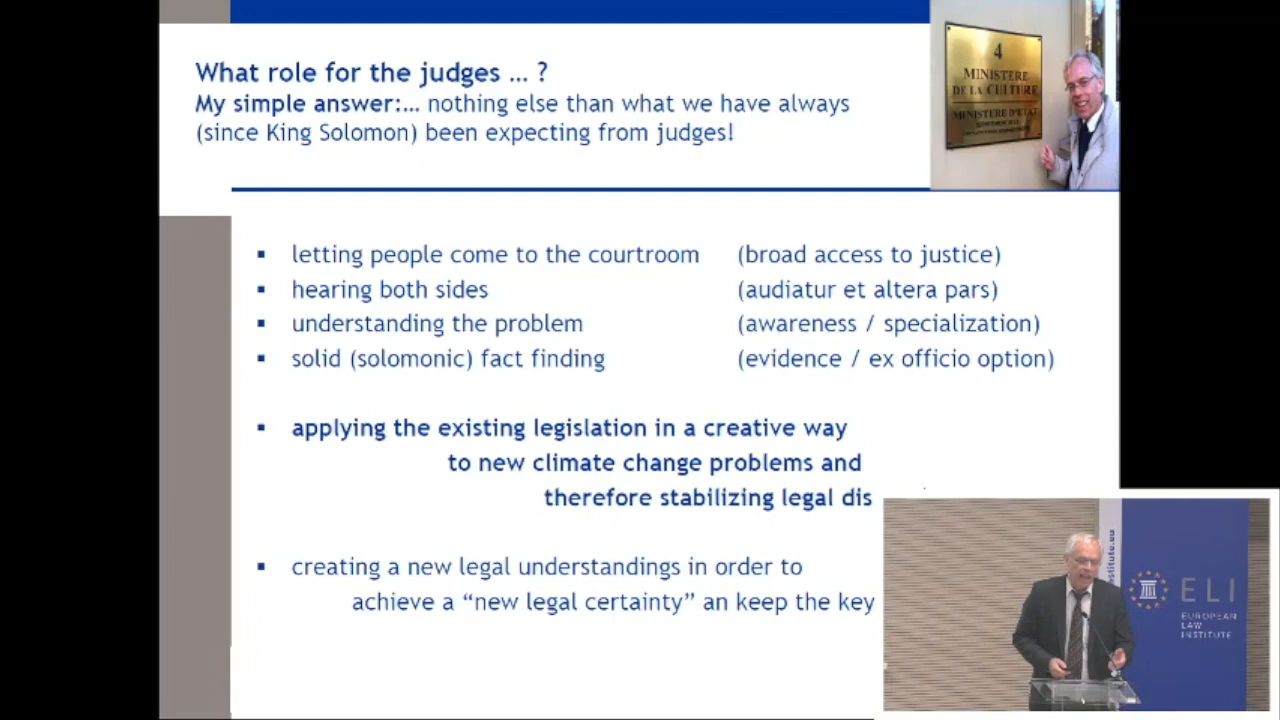 What role for the judges … ?
My simple answer:… nothing else than what we have always
(since King Solomon) been expecting from judges!
4
MINISTERE
DE LA CULTURE
MINISTERE D'ETAT
▪ letting people come to the courtroom (broad access to justice)
▪ hearing both sides (audiatur et altera pars)
▪ understanding the problem (awareness / specialization)
▪ solid (solomonic) fact finding (evidence / ex officio option)
▪ applying the existing legislation in a creative way
to new climate change problems and
therefore stabilizing legal dis
▪ creating a new legal understandings in order to
achieve a “new legal certainty” an keep the key
stitute.eu
ELI
EUROPEAN
LAW
INSTITUTE